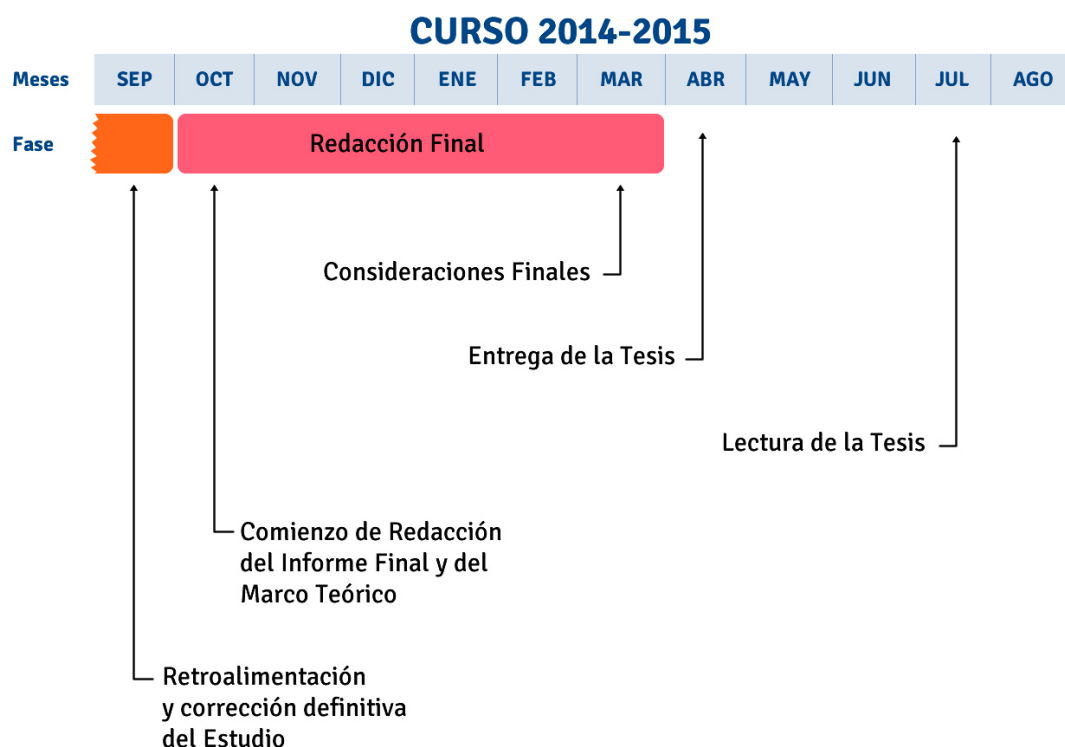 CURSO 2014-2015
Meses SEP OCT NOV DIC ENE FEB MAR ABR MAY JUN JUL AGO
Fase Redacción Final
Consideraciones Finales
Entrega de la Tesis
Lectura de la Tesis
Comienzo de Redacción
del Informe Final y del
Marco Teórico
Retroalimentación
y corrección definitiva
del Estudio